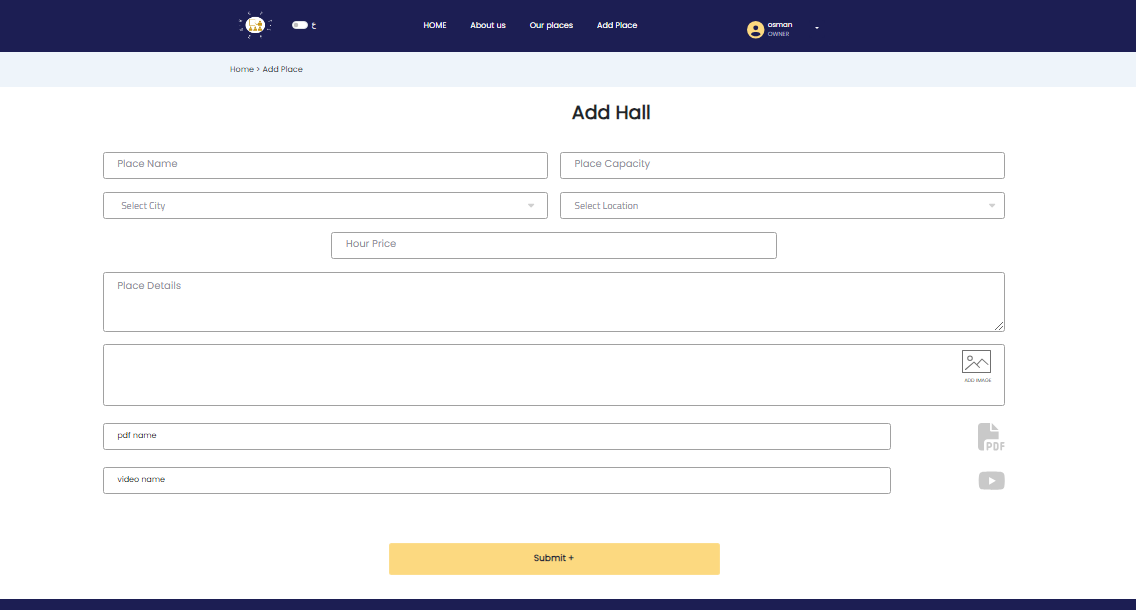 ع
HOME
About us
Our places
Add Place
osman
OWNER
Home > Add Place
Add Hall
Place Name
Place Capacity
Select City
Select Location
Hour Price
Place Details
ADD IMAGE
pdf name
PDF
video name
Submit +